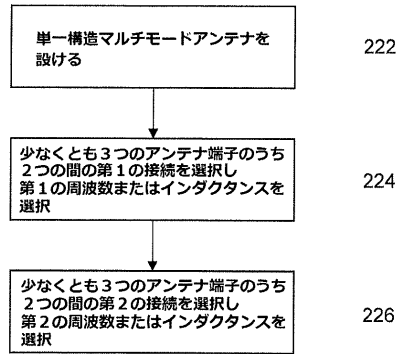 単一構造マルチモードアンテナを
設ける
222
少なくとも３つのアンテナ端子のうち
２つの間の第１の接続を選択し
第１の周波数またはインダクタンスを
選択
224
少なくとも３つのアンテナ端子のうち
２つの間の第２の接続を選択し
第２の周波数またはインダクタンスを
選択
226